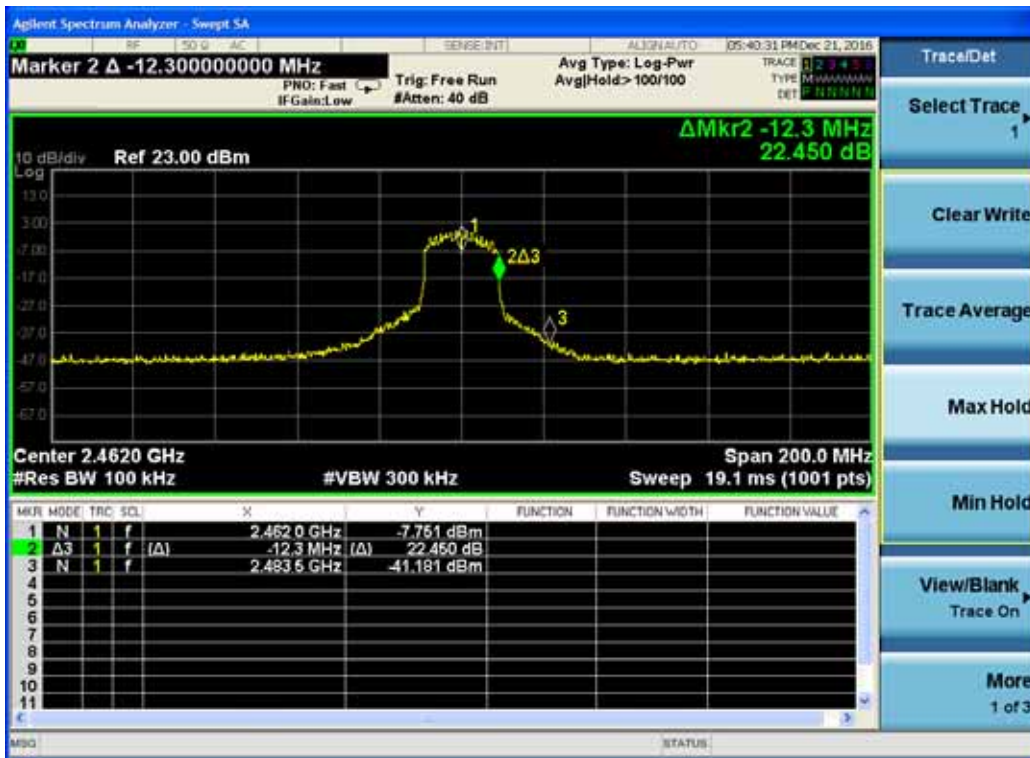 Agilent Spectrum Analyzer - Swept SA
RF 50 Ω AC SENSE:INT ALIGN AUTO 05:40:31 PM Dec 21, 2016
Marker 2 Δ -12.300000000 MHz
PNO: Fast Trig: Free Run
IFGain:Low #Atten: 40 dB
Avg Type: Log-Pwr
Avg|Hold:>100/100
TRACE 1 2 3 4 5 6
TYPE M
DET P N N N N N
ΔMkr2 -12.3 MHz
22.450 dB
10 dB/div Ref 23.00 dBm
Log
13.0
3.00
-7.00
-17.0
-27.0
-37.0
-47.0
-57.0
-67.0
1
2Δ3
3
Center 2.4620 GHz Span 200.0 MHz
#Res BW 100 kHz #VBW 300 kHz Sweep 19.1 ms (1001 pts)
MKR MODE TRC SCL X Y FUNCTION FUNCTION WIDTH FUNCTION VALUE
1 N 1 f 2.462 0 GHz -7.751 dBm
2 Δ3 1 f (Δ) -12.3 MHz (Δ) 22.450 dB
3 N 1 f 2.483 5 GHz -41.181 dBm
4
5
6
7
8
9
10
11
MSG STATUS
Trace/Det
Select Trace
1
Clear Write
Trace Average
Max Hold
Min Hold
View/Blank
Trace On
More
1 of 3